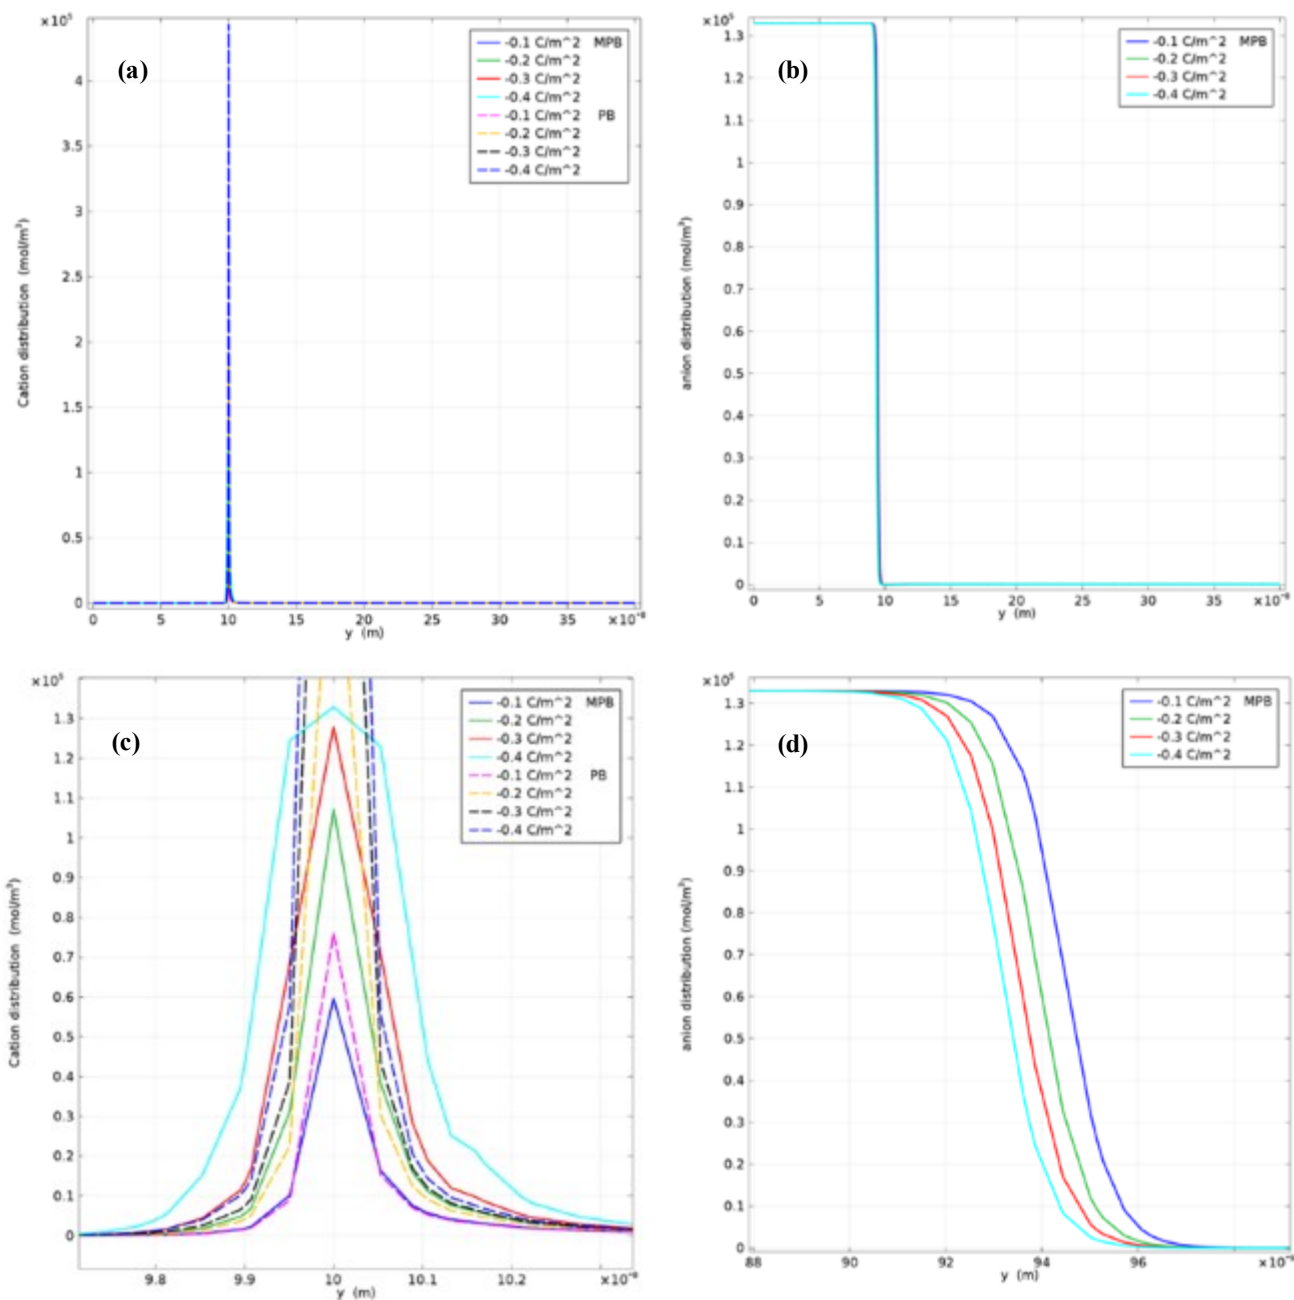 ×10⁵
(a)
-0.1 C/m^2 MPB
-0.2 C/m^2
-0.3 C/m^2
-0.4 C/m^2
-0.1 C/m^2 PB
-0.2 C/m^2
-0.3 C/m^2
-0.4 C/m^2
4
3.5
3
2.5
2
1.5
1
0.5
0
Cation distribution (mol/m³)
0 5 10 15 20 25 30 35 ×10⁻⁸
y (m)
×10⁵
(b)
-0.1 C/m^2 MPB
-0.2 C/m^2
-0.3 C/m^2
-0.4 C/m^2
1.3
1.2
1.1
1
0.9
0.8
0.7
0.6
0.5
0.4
0.3
0.2
0.1
0
anion distribution (mol/m³)
0 5 10 15 20 25 30 35 ×10⁻⁸
y (m)
×10⁵
(c)
-0.1 C/m^2 MPB
-0.2 C/m^2
-0.3 C/m^2
-0.4 C/m^2
-0.1 C/m^2 PB
-0.2 C/m^2
-0.3 C/m^2
-0.4 C/m^2
1.3
1.2
1.1
1
0.9
0.8
0.7
0.6
0.5
0.4
0.3
0.2
0.1
0
Cation distribution (mol/m³)
9.8 9.9 10 10.1 10.2 ×10⁻⁸
y (m)
×10⁵
(d)
-0.1 C/m^2 MPB
-0.2 C/m^2
-0.3 C/m^2
-0.4 C/m^2
1.3
1.2
1.1
1
0.9
0.8
0.7
0.6
0.5
0.4
0.3
0.2
0.1
0
anion distribution (mol/m³)
88 90 92 94 96 ×10⁻⁹
y (m)